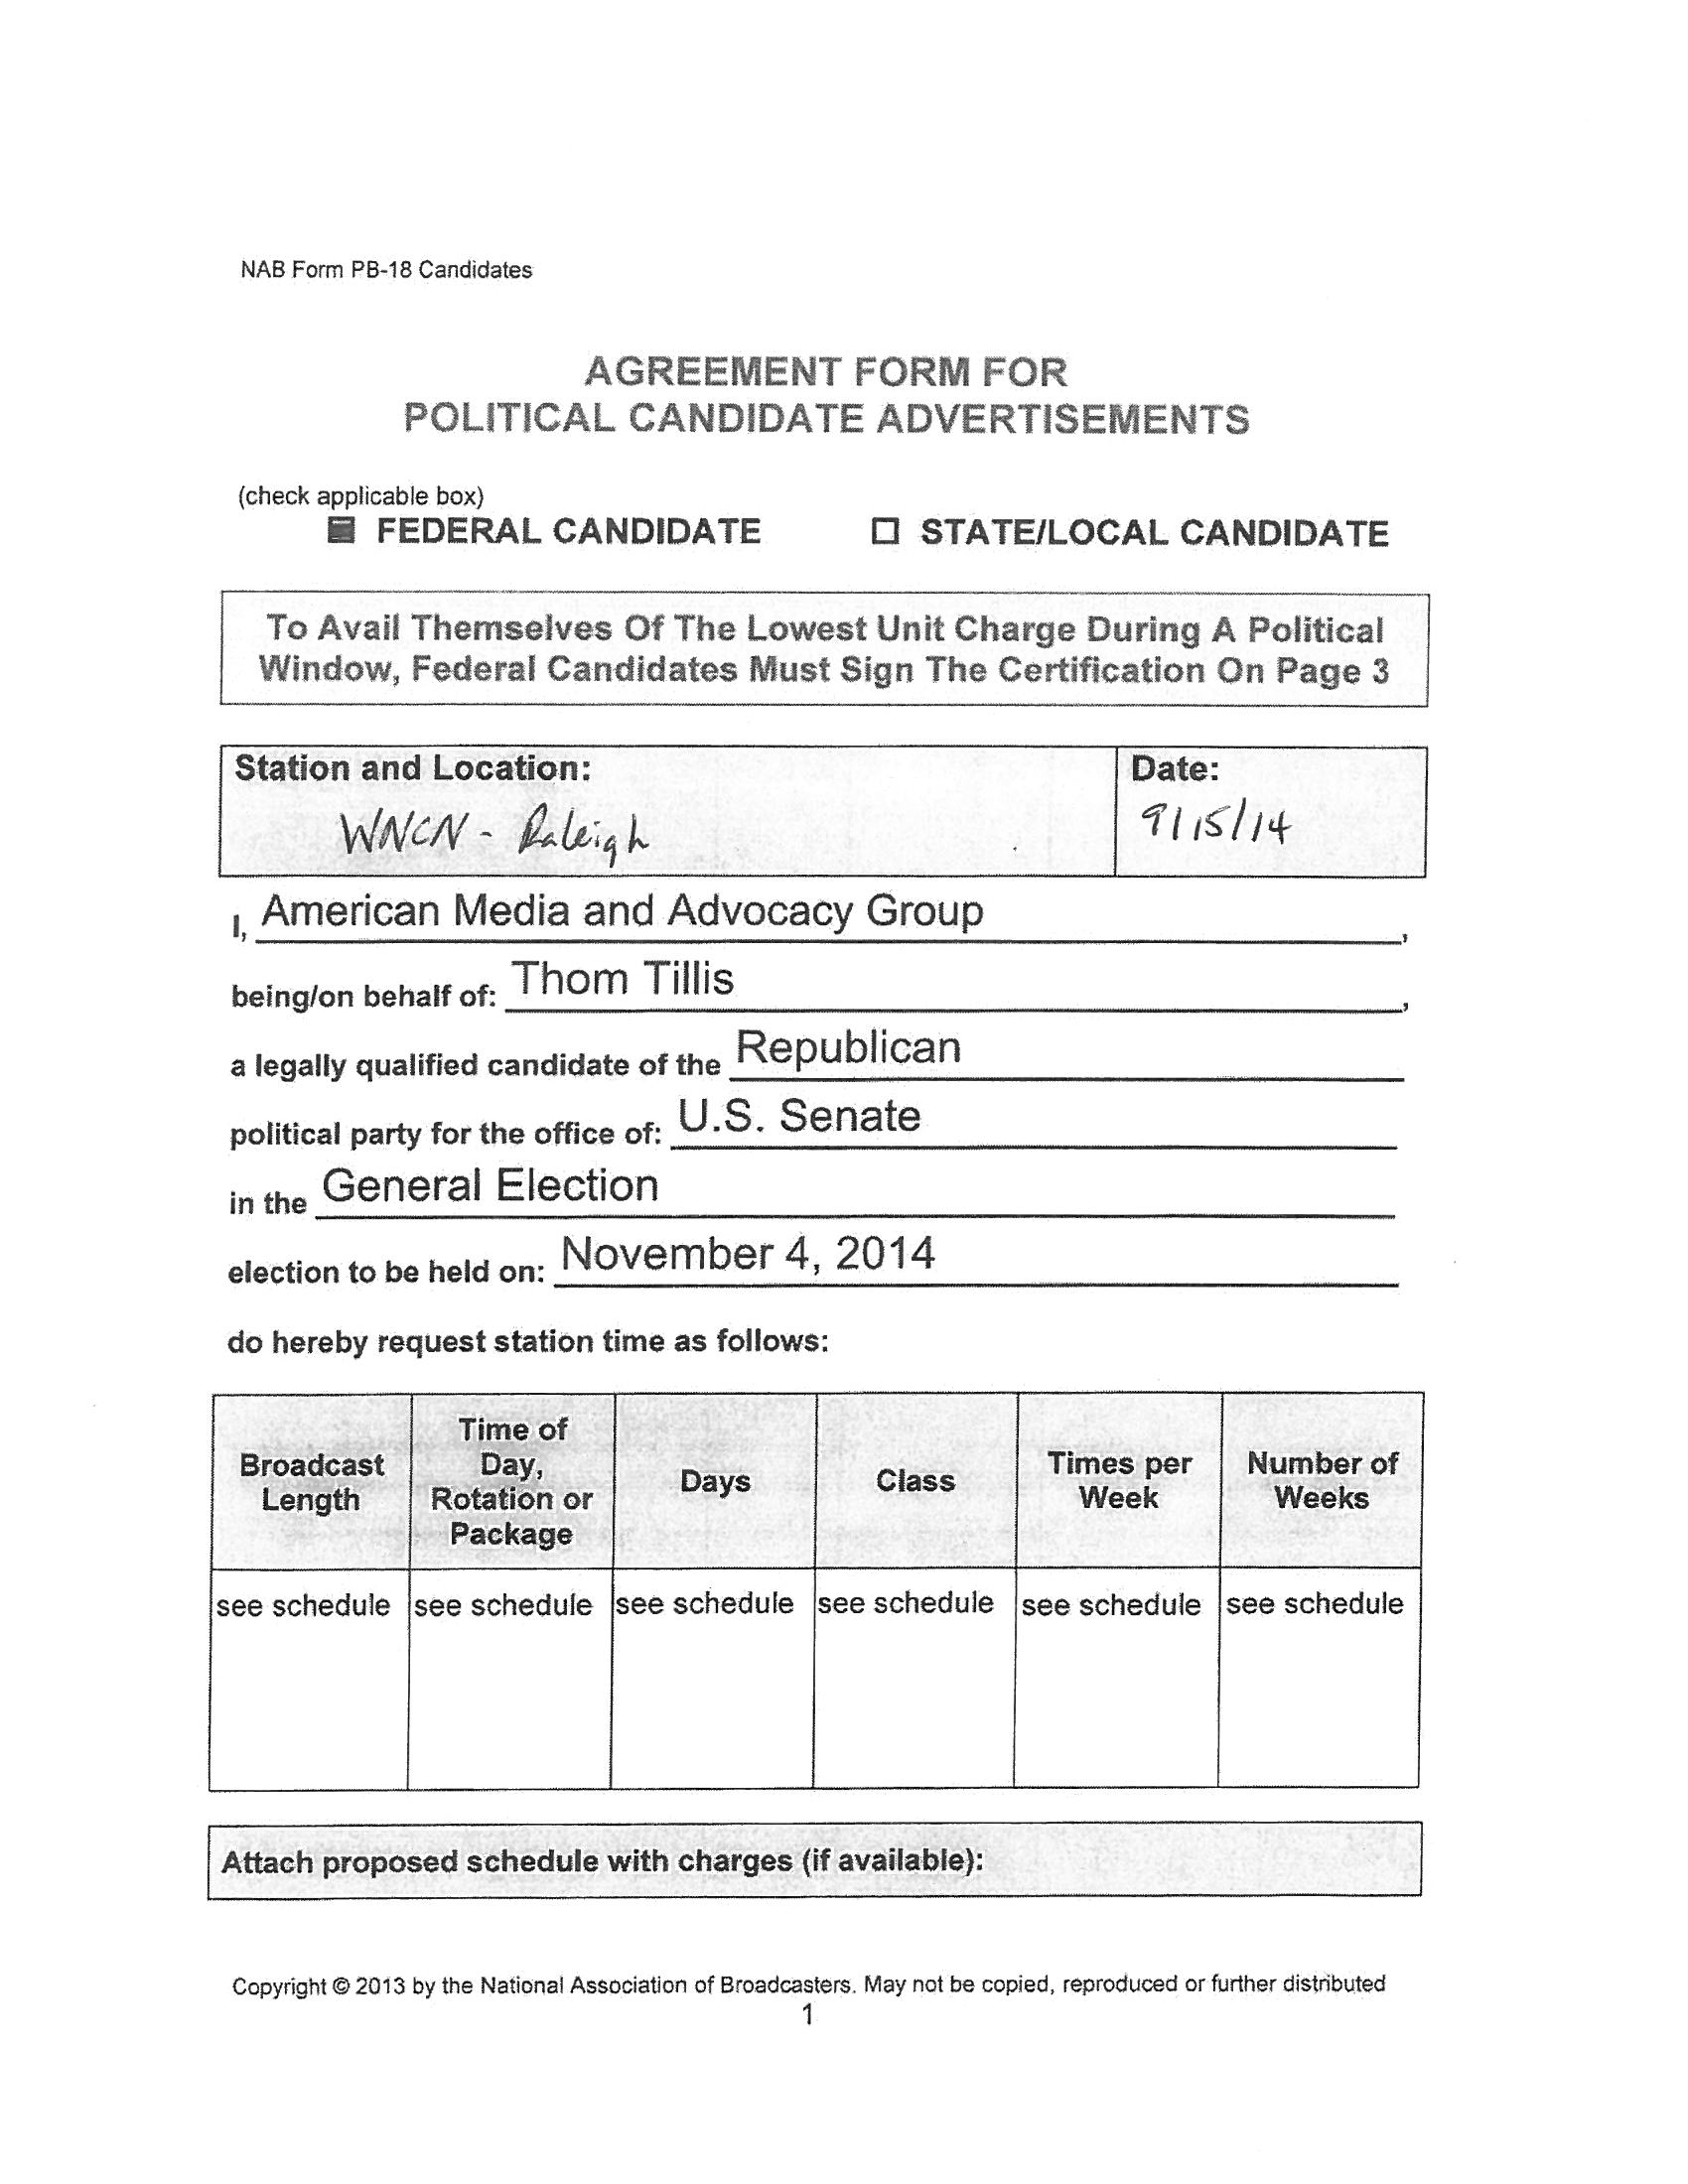 NAB Form PB-18 Candidates
AGREEMENT FORM FOR
POLITICAL CANDIDATE ADVERTISEMENTS
(check applicable box)
FEDERAL CANDIDATE STATE/LOCAL CANDIDATE
To Avail Themselves Of The Lowest Unit Charge During A Political
Window, Federal Candidates Must Sign The Certification On Page 3
Station and Location: Date:
WNCN - Raleigh 9/15/14
I, American Media and Advocacy Group,
being/on behalf of: Thom Tillis,
a legally qualified candidate of the Republican
political party for the office of: U.S. Senate
in the General Election
election to be held on: November 4, 2014
do hereby request station time as follows:
Broadcast Length Time of Day, Rotation or Package Days Class Times per Week Number of Weeks
see schedule see schedule see schedule see schedule see schedule see schedule
Attach proposed schedule with charges (if available):
Copyright © 2013 by the National Association of Broadcasters. May not be copied, reproduced or further distributed
1